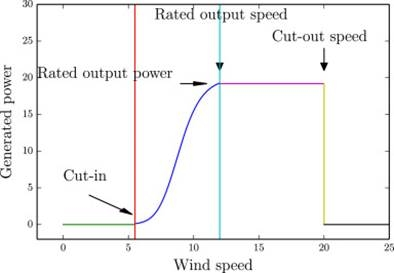 30
Rated output speed
25
Cut-out speed
Rated output power
20
15
10
Cut-in
5
0
0 5 10 15 20 25
Generated power
Wind speed